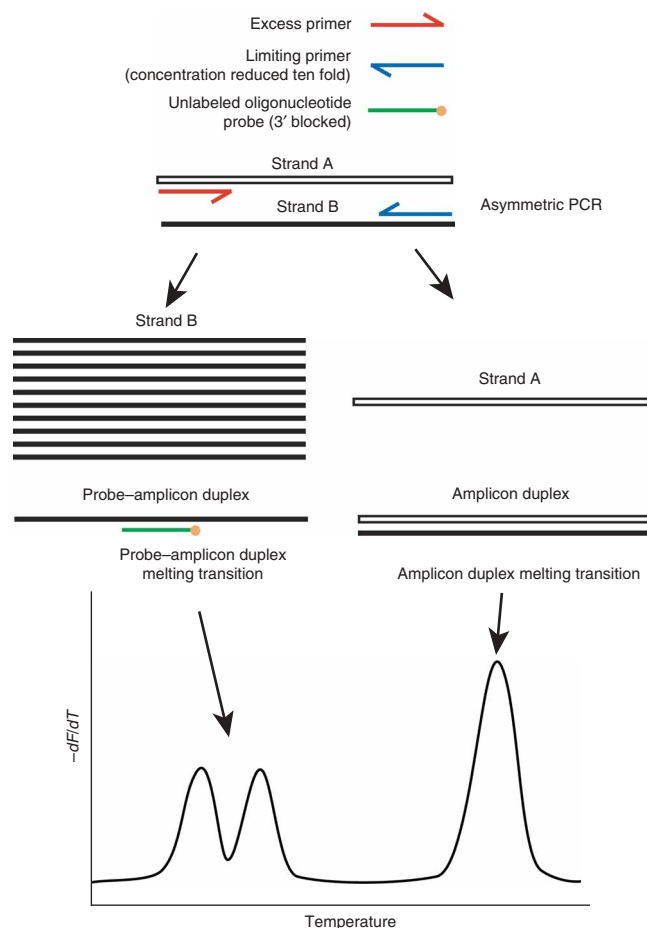 Excess primer
Limiting primer
(concentration reduced ten fold)
Unlabeled oligonucleotide
probe (3′ blocked)
Strand A
Strand B
Asymmetric PCR
Strand B
Strand A
Probe–amplicon duplex
Amplicon duplex
Probe–amplicon duplex
melting transition
Amplicon duplex melting transition
–dF/dT
Temperature